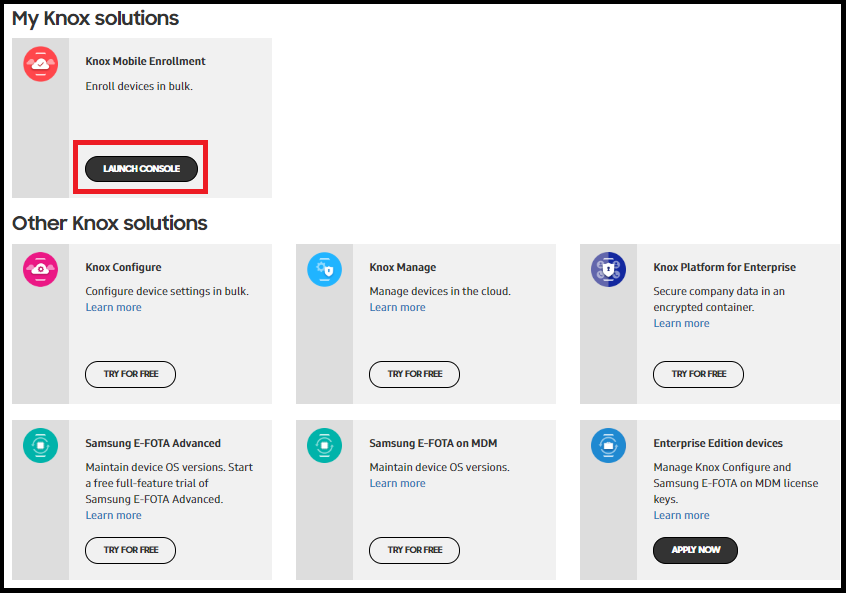 My Knox solutions
Knox Mobile Enrollment
Enroll devices in bulk.
LAUNCH CONSOLE
Other Knox solutions
Knox Configure
Configure device settings in bulk.
Learn more
TRY FOR FREE
Knox Manage
Manage devices in the cloud.
Learn more
TRY FOR FREE
Knox Platform for Enterprise
Secure company data in an
encrypted container.
Learn more
TRY FOR FREE
Samsung E-FOTA Advanced
Maintain device OS versions. Start
a free full-feature trial of
Samsung E-FOTA Advanced.
Learn more
TRY FOR FREE
Samsung E-FOTA on MDM
Maintain device OS versions.
Learn more
TRY FOR FREE
Enterprise Edition devices
Manage Knox Configure and
Samsung E-FOTA on MDM license
keys.
Learn more
APPLY NOW